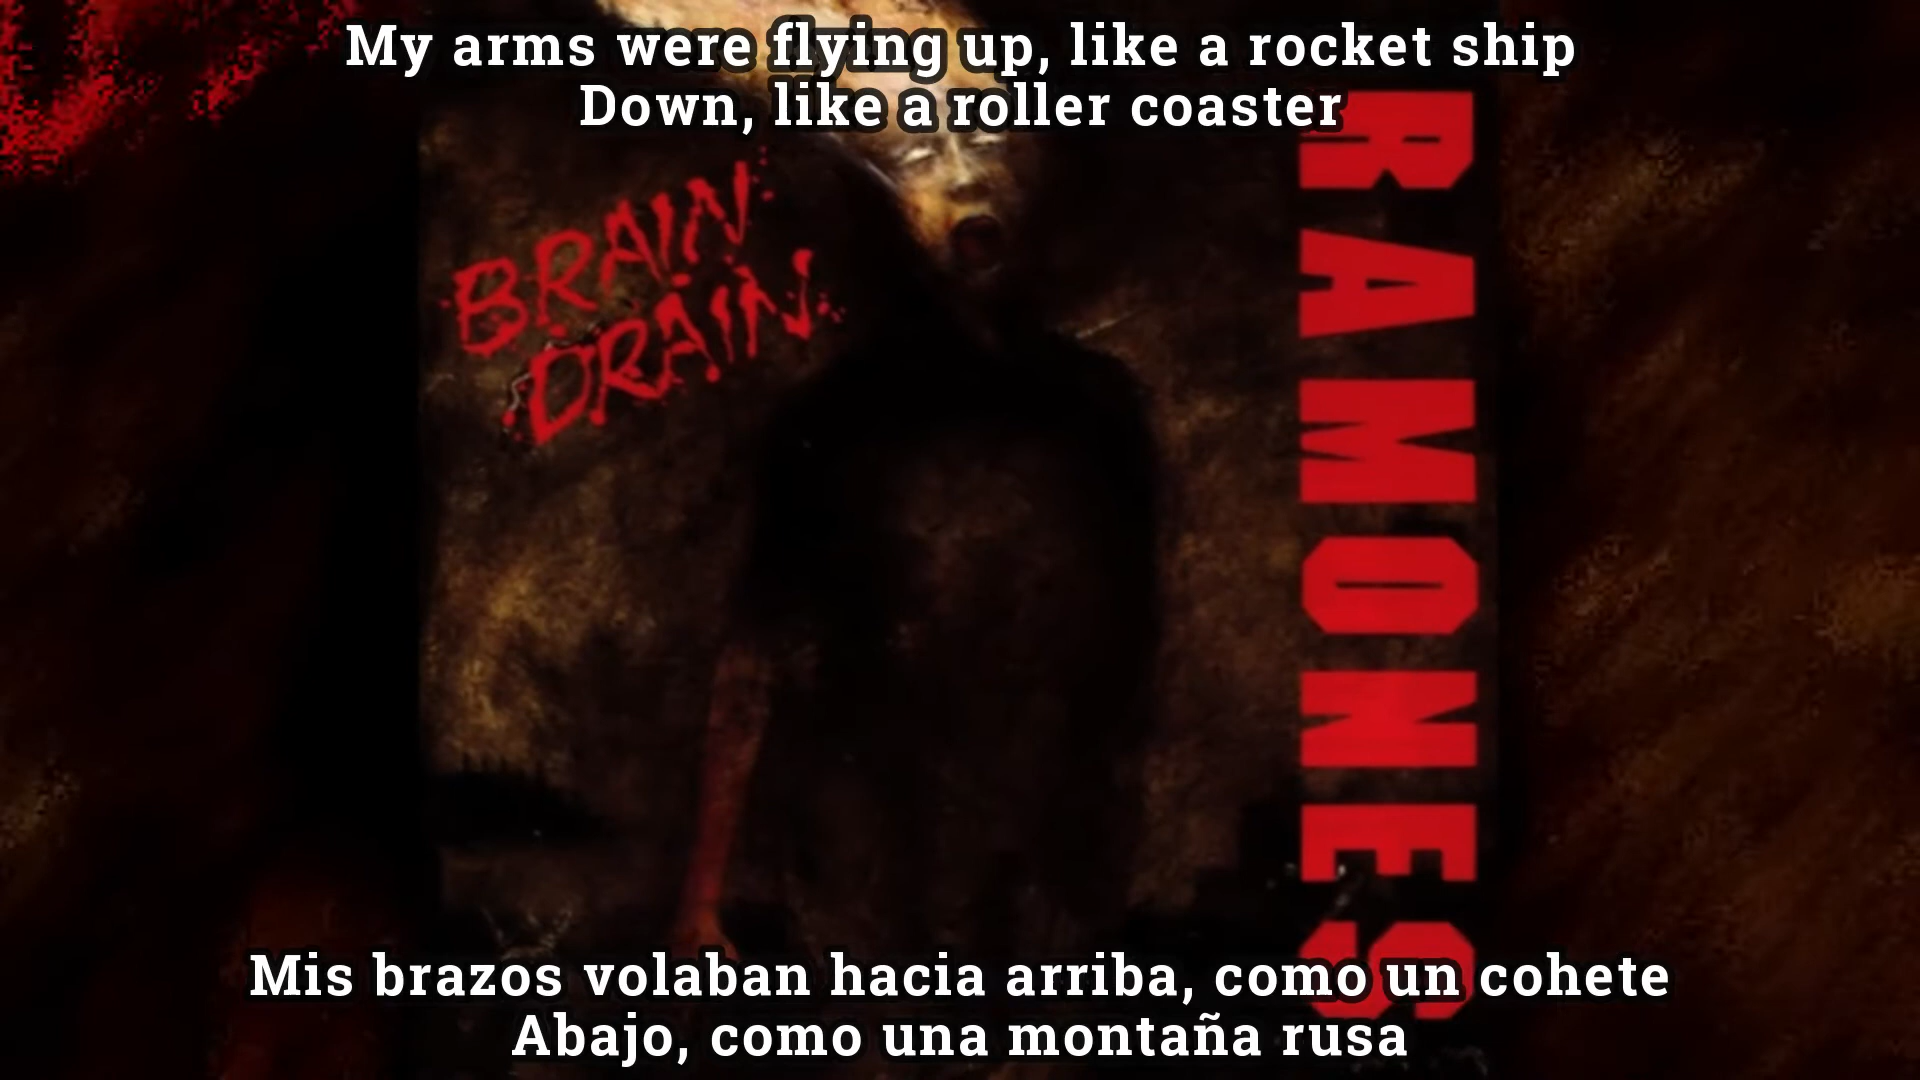 My arms were flying up, like a rocket ship
Down, like a roller coaster
BRAIN
DRAIN
RAMONES
Mis brazos volaban hacia arriba, como un cohete
Abajo, como una montaña rusa